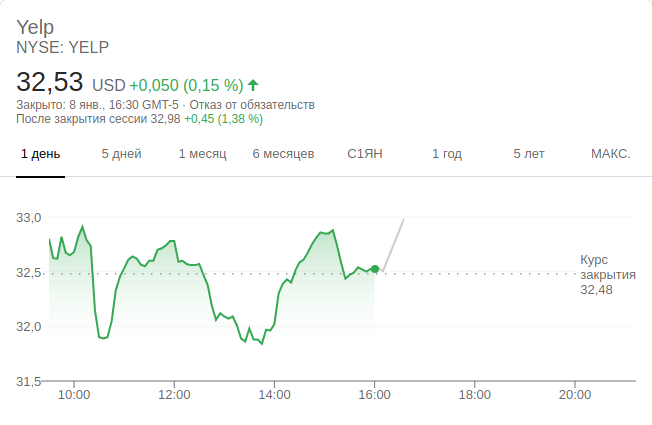 Yelp
NYSE: YELP
32,53 USD +0,050 (0,15 %)
Закрыто: 8 янв., 16:30 GMT-5 · Отказ от обязательств
После закрытия сессии 32,98 +0,45 (1,38 %)
1 день 5 дней 1 месяц 6 месяцев С1ЯН 1 год 5 лет МАКС.
33,0
32,5
32,0
31,5
Курс
закрытия
32,48
10:00 12:00 14:00 16:00 18:00 20:00